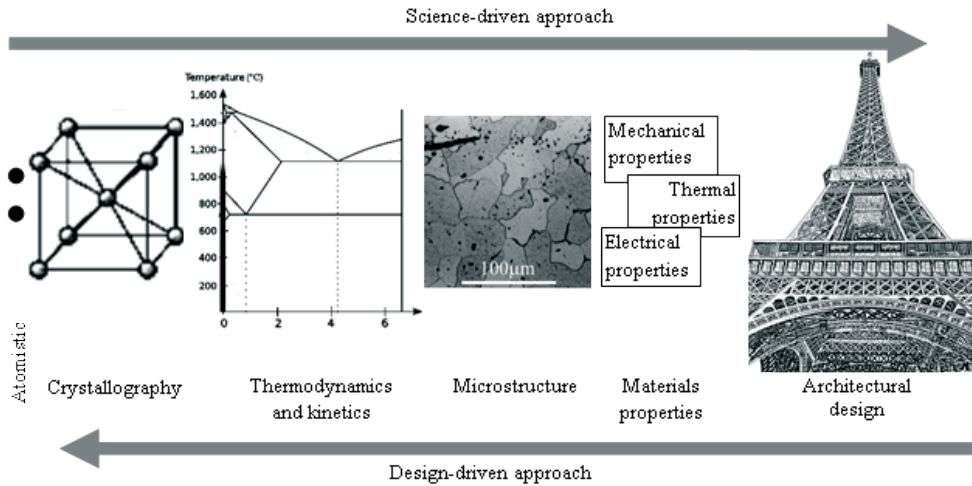 Science-driven approach
Temperature (°C)
1,600
1,400
1,200
1,000
800
600
400
200
0
2
4
6
100μm
Mechanical
properties
Thermal
properties
Electrical
properties
Atomistic
Crystallography
Thermodynamics
and kinetics
Microstructure
Materials
properties
Architectural
design
Design-driven approach